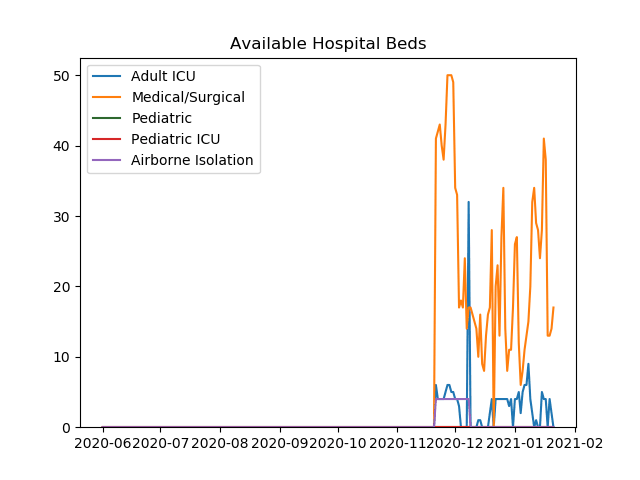 Available Hospital Beds
Adult ICU
Medical/Surgical
Pediatric
Pediatric ICU
Airborne Isolation
50
40
30
20
10
0
2020-06 2020-07 2020-08 2020-09 2020-10 2020-11 2020-12 2021-01 2021-02